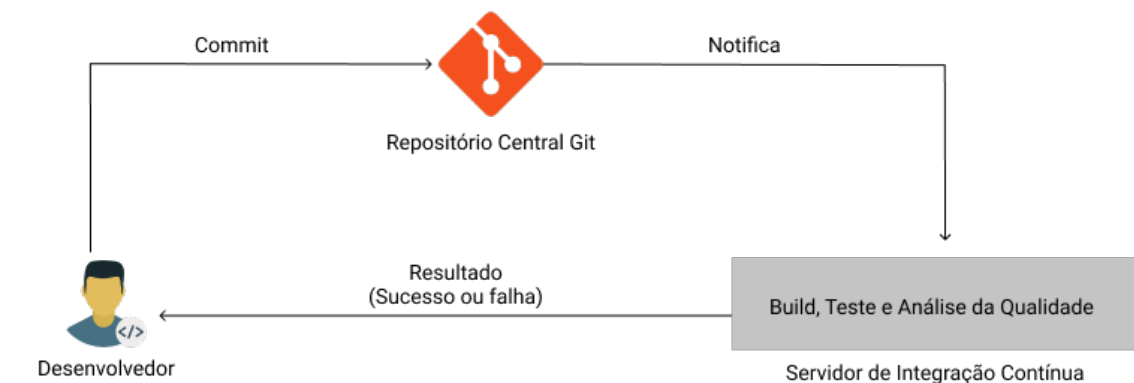 Commit
Notifica
Repositório Central Git
Resultado
(Sucesso ou falha)
Build, Teste e Análise da Qualidade
</>
Desenvolvedor
Servidor de Integração Contínua